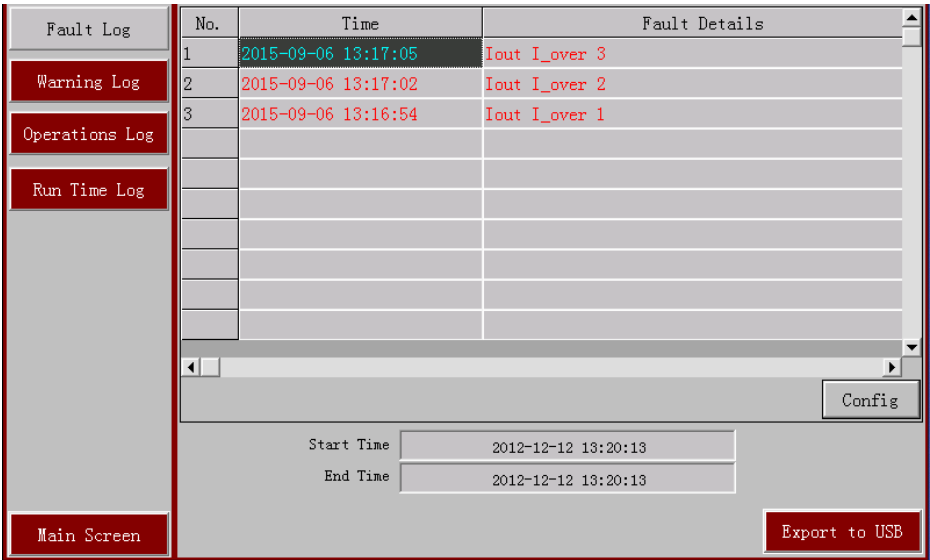 Fault Log
Warning Log
Operations Log
Run Time Log
Main Screen
No. Time Fault Details
1 2015-09-06 13:17:05 Iout I_over 3
2 2015-09-06 13:17:02 Iout I_over 2
3 2015-09-06 13:16:54 Iout I_over 1
Config
Start Time 2012-12-12 13:20:13
End Time 2012-12-12 13:20:13
Export to USB